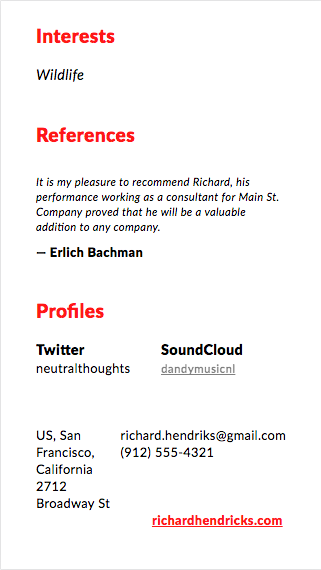 Interests
Wildlife
References
It is my pleasure to recommend Richard, his
performance working as a consultant for Main St.
Company proved that he will be a valuable
addition to any company.
— Erlich Bachman
Profiles
Twitter
neutralthoughts
SoundCloud
dandymusicnl
US, San
Francisco,
California
2712
Broadway St
richard.hendriks@gmail.com
(912) 555-4321
richardhendricks.com